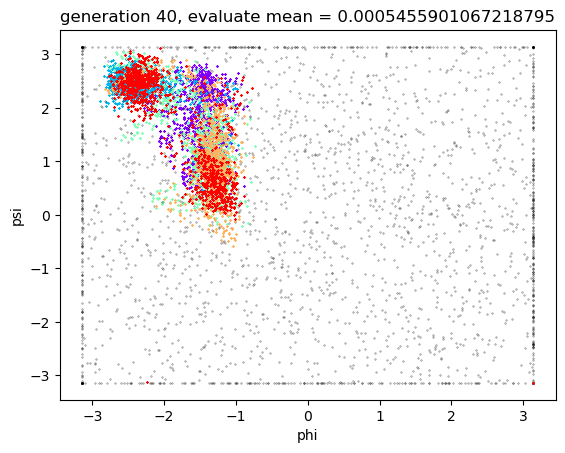 generation 40, evaluate mean = 0.0005455901067218795
3
2
1
0
−1
−2
−3
psi
−3 −2 −1 0 1 2 3
phi